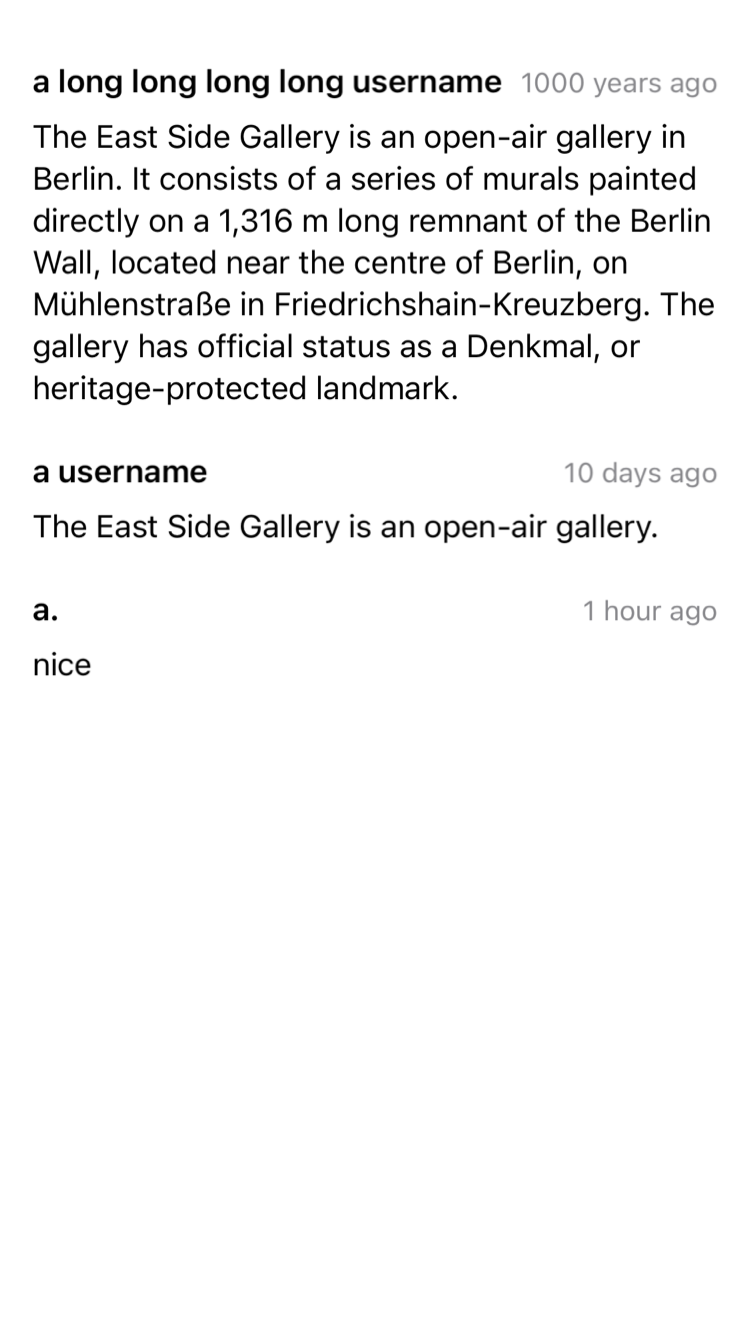 a long long long long username 1000 years ago
The East Side Gallery is an open-air gallery in
Berlin. It consists of a series of murals painted
directly on a 1,316 m long remnant of the Berlin
Wall, located near the centre of Berlin, on
Mühlenstraße in Friedrichshain-Kreuzberg. The
gallery has official status as a Denkmal, or
heritage-protected landmark.
a username 10 days ago
The East Side Gallery is an open-air gallery.
a. 1 hour ago
nice